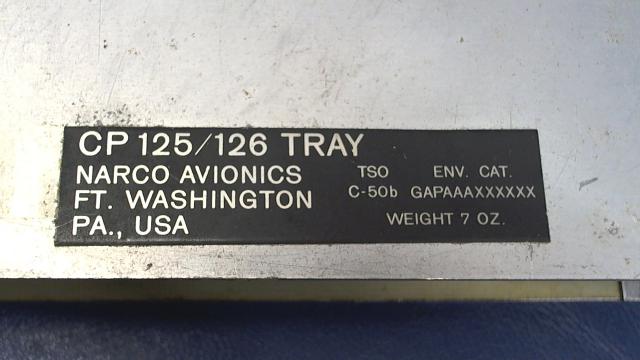 CP 125/126 TRAY
NARCO AVIONICS
FT. WASHINGTON
PA., USA
TSO ENV. CAT.
C-50b GAPAAAXXXXXX
WEIGHT 7 OZ.